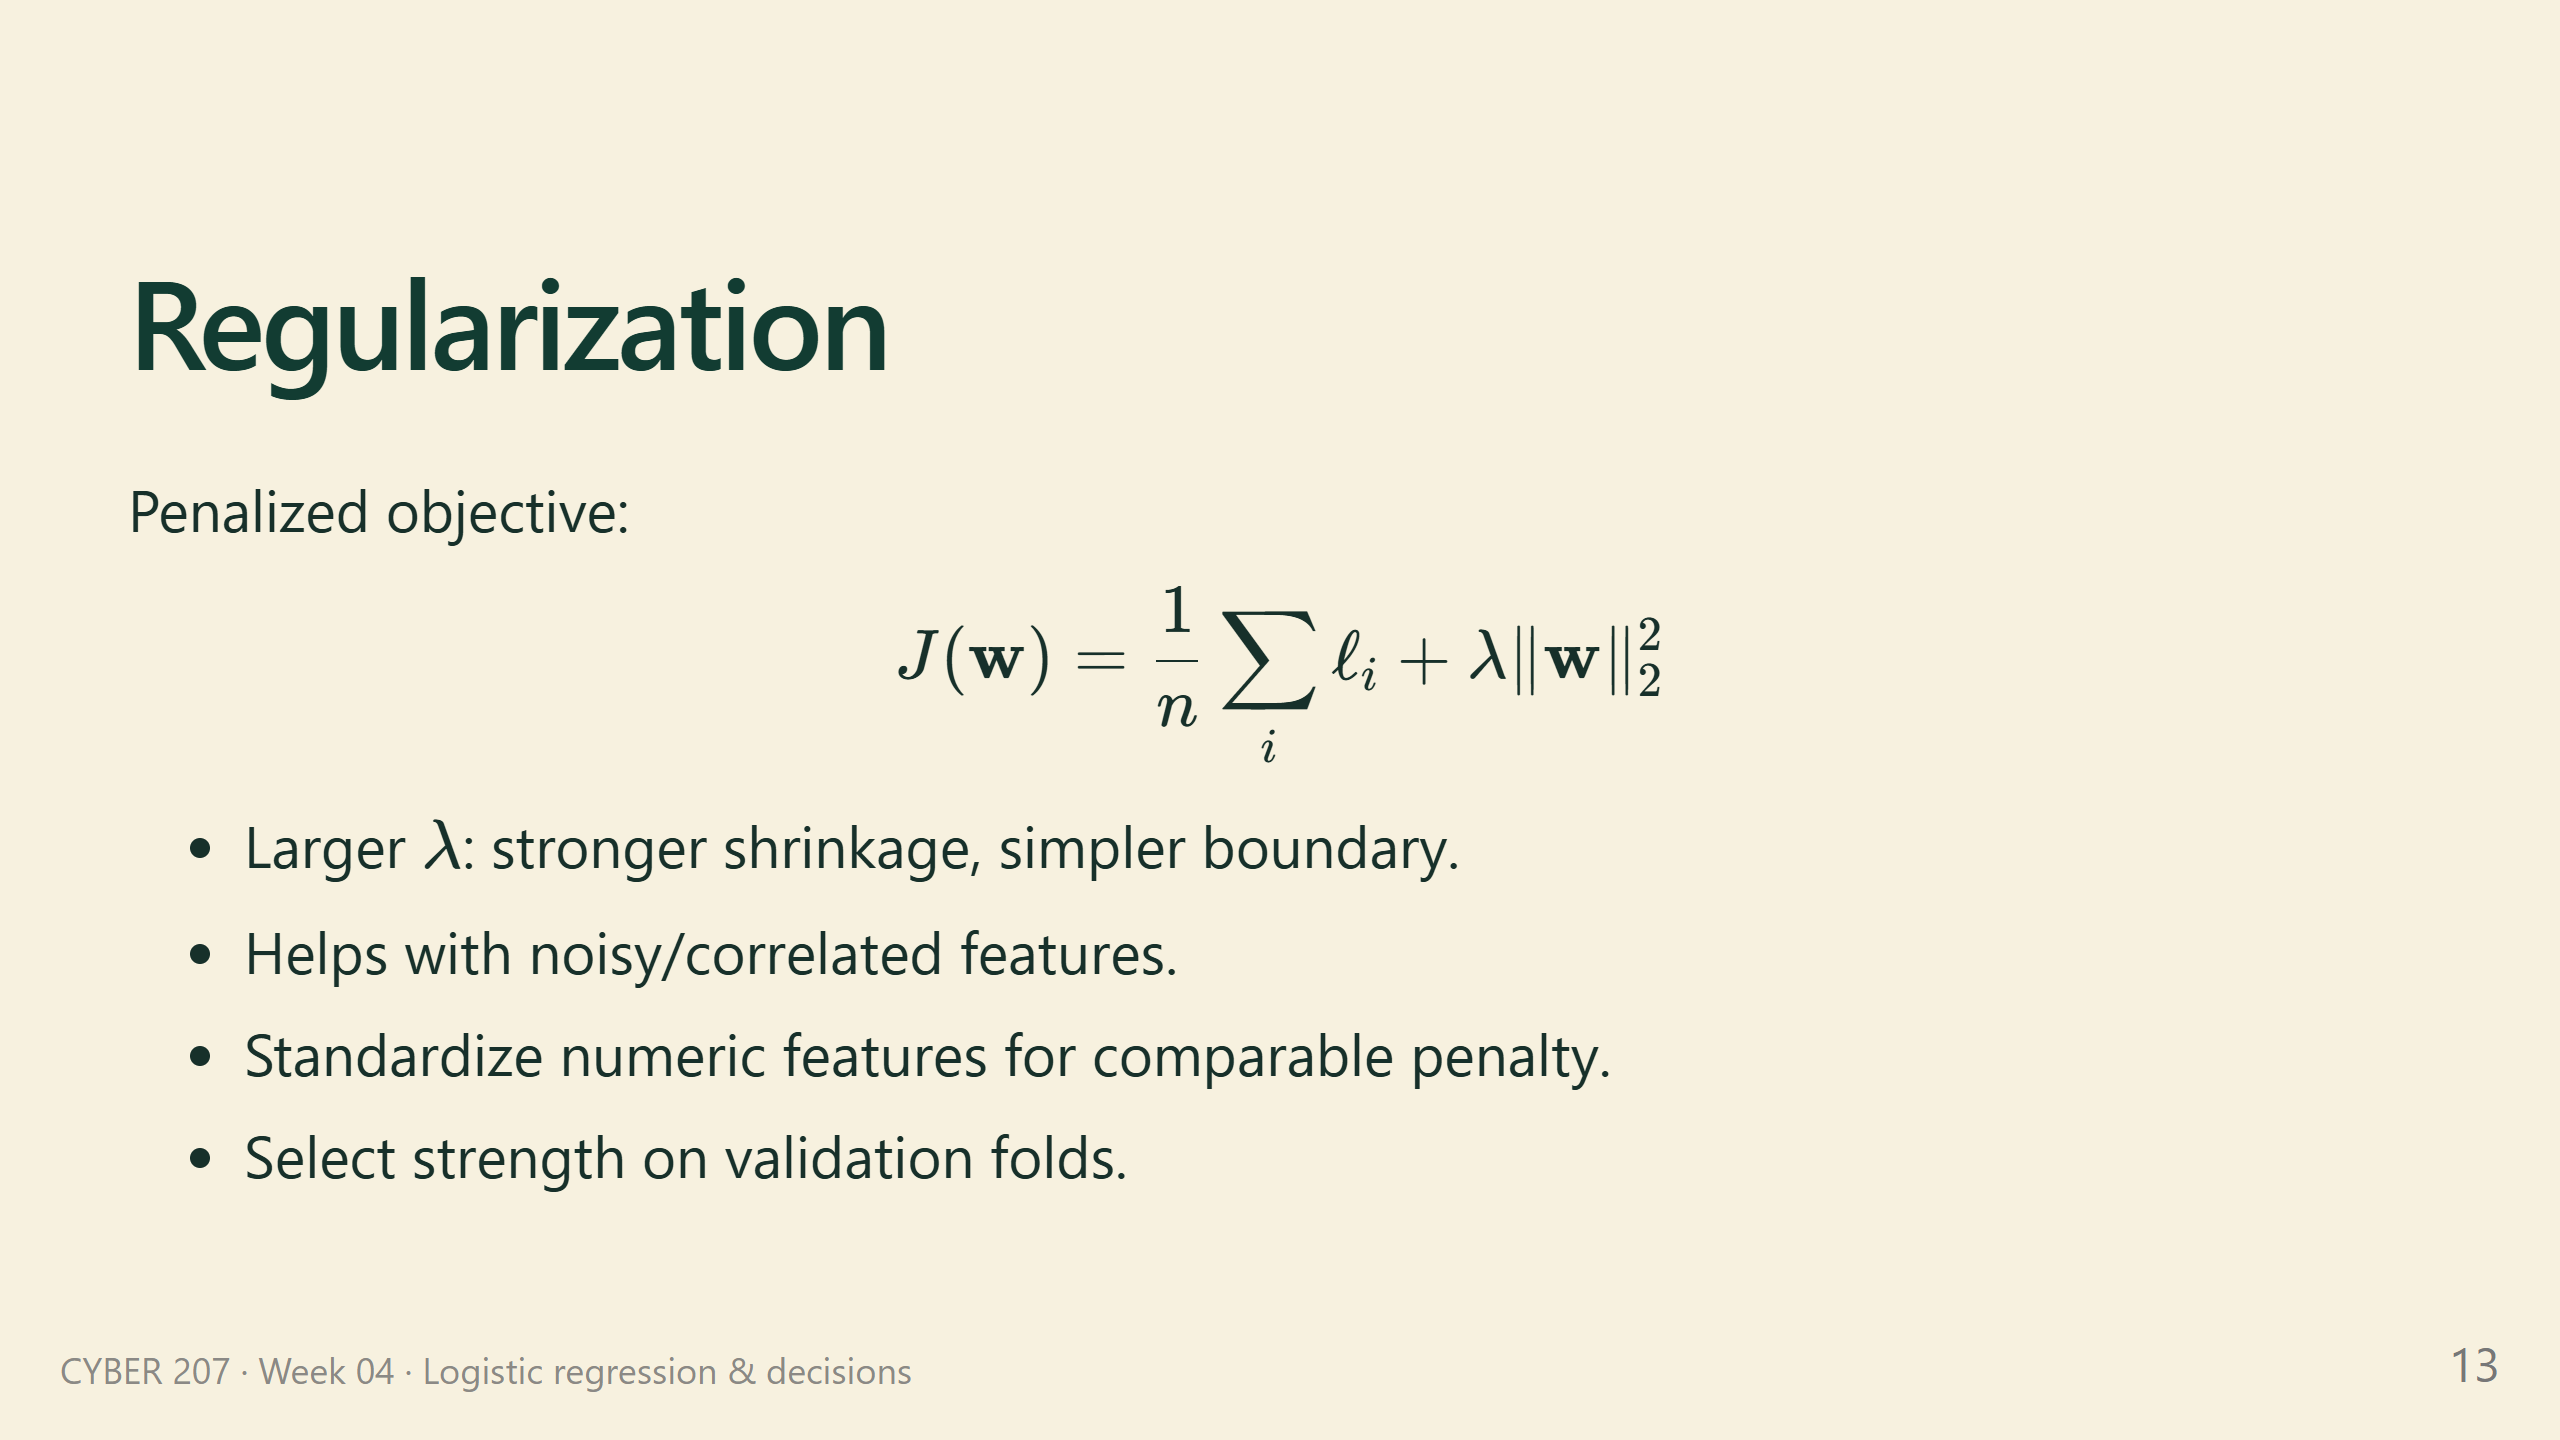 Regularization
Penalized objective:
J(𝐰) = 1/n ∑_i ℓ_i + λ‖𝐰‖_2^2
• Larger λ: stronger shrinkage, simpler boundary.
• Helps with noisy/correlated features.
• Standardize numeric features for comparable penalty.
• Select strength on validation folds.
CYBER 207 · Week 04 · Logistic regression & decisions
13